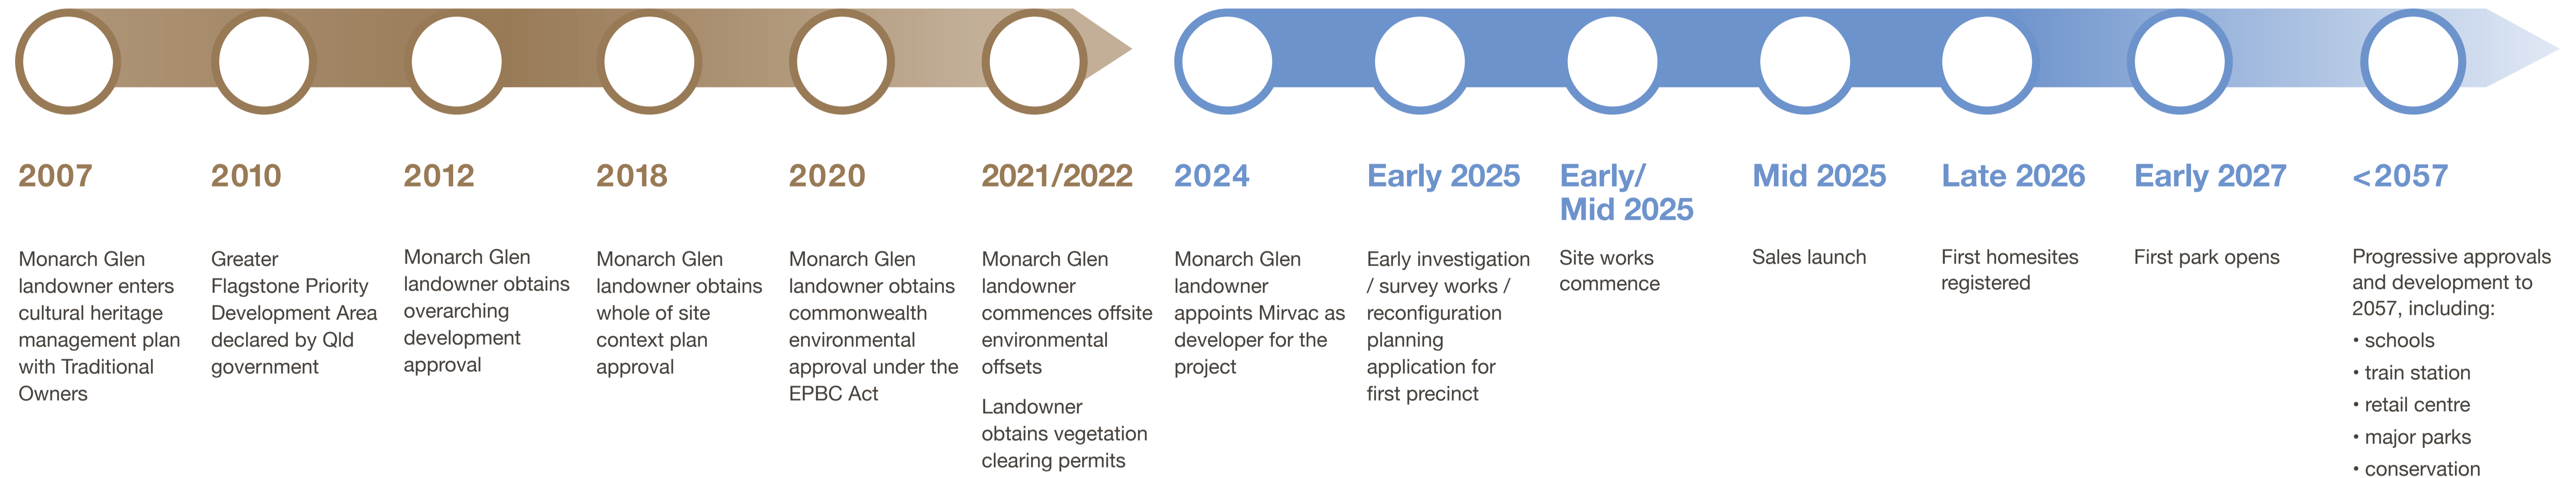 2007
Monarch Glen
landowner enters
cultural heritage
management plan
with Traditional
Owners
2010
Greater
Flagstone Priority
Development Area
declared by Qld
government
2012
Monarch Glen
landowner obtains
overarching
development
approval
2018
Monarch Glen
landowner obtains
whole of site
context plan
approval
2020
Monarch Glen
landowner obtains
commonwealth
environmental
approval under the
EPBC Act
2021/2022
Monarch Glen
landowner
commences offsite
environmental
offsets
Landowner
obtains vegetation
clearing permits
2024
Monarch Glen
landowner
appoints Mirvac as
developer for the
project
Early 2025
Early investigation
/ survey works /
reconfiguration
planning
application for
first precinct
Early/
Mid 2025
Site works
commence
Mid 2025
Sales launch
Late 2026
First homesites
registered
Early 2027
First park opens
<2057
Progressive approvals
and development to
2057, including:
• schools
• train station
• retail centre
• major parks
• conservation